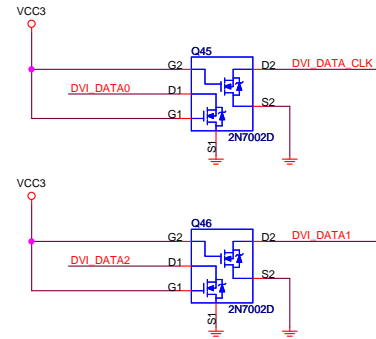 VCC3
Q45
G2
D2
DVI_DATA_CLK
DVI_DATA0
D1
S2
G1
S1
2N7002D
VCC3
Q46
G2
D2
DVI_DATA1
DVI_DATA2
D1
S2
G1
S1
2N7002D